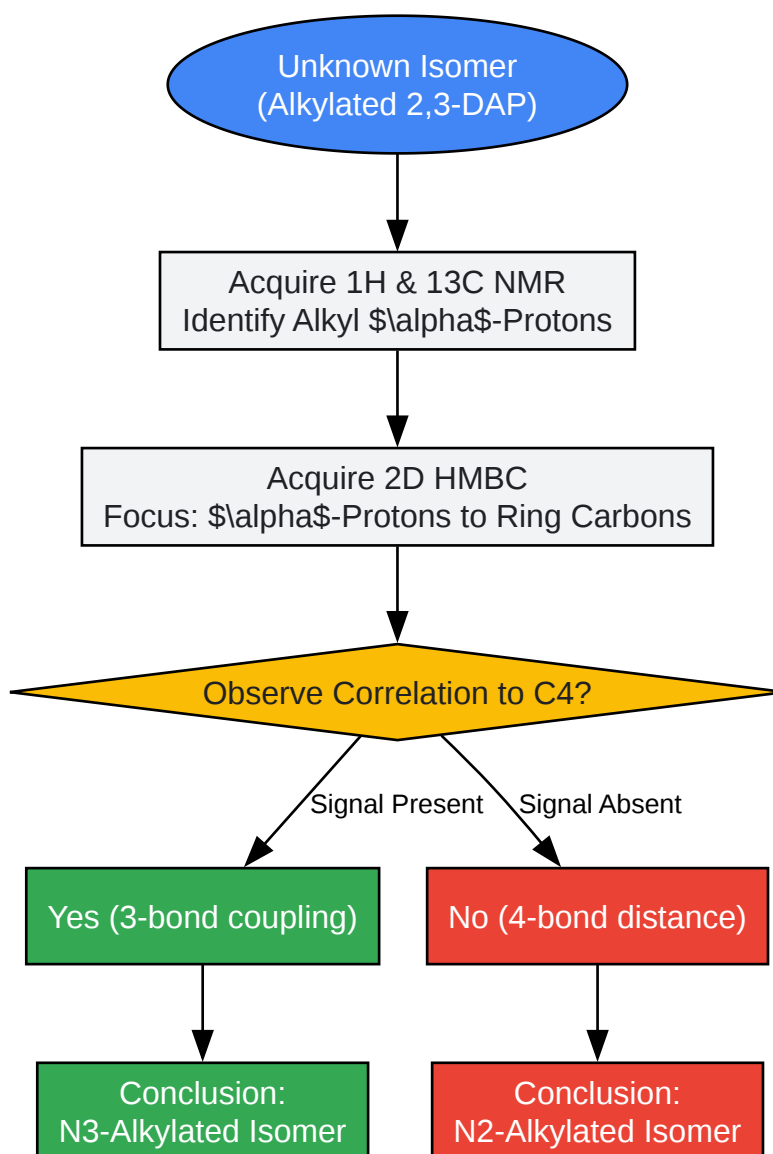 Unknown Isomer
(Alkylated 2,3-DAP)
Acquire 1H & 13C NMR
Identify Alkyl $\alpha$-Protons
Acquire 2D HMBC
Focus: $\alpha$-Protons to Ring Carbons
Observe Correlation to C4?
Signal Present
Signal Absent
Yes (3-bond coupling)
No (4-bond distance)
Conclusion:
N3-Alkylated Isomer
Conclusion:
N2-Alkylated Isomer